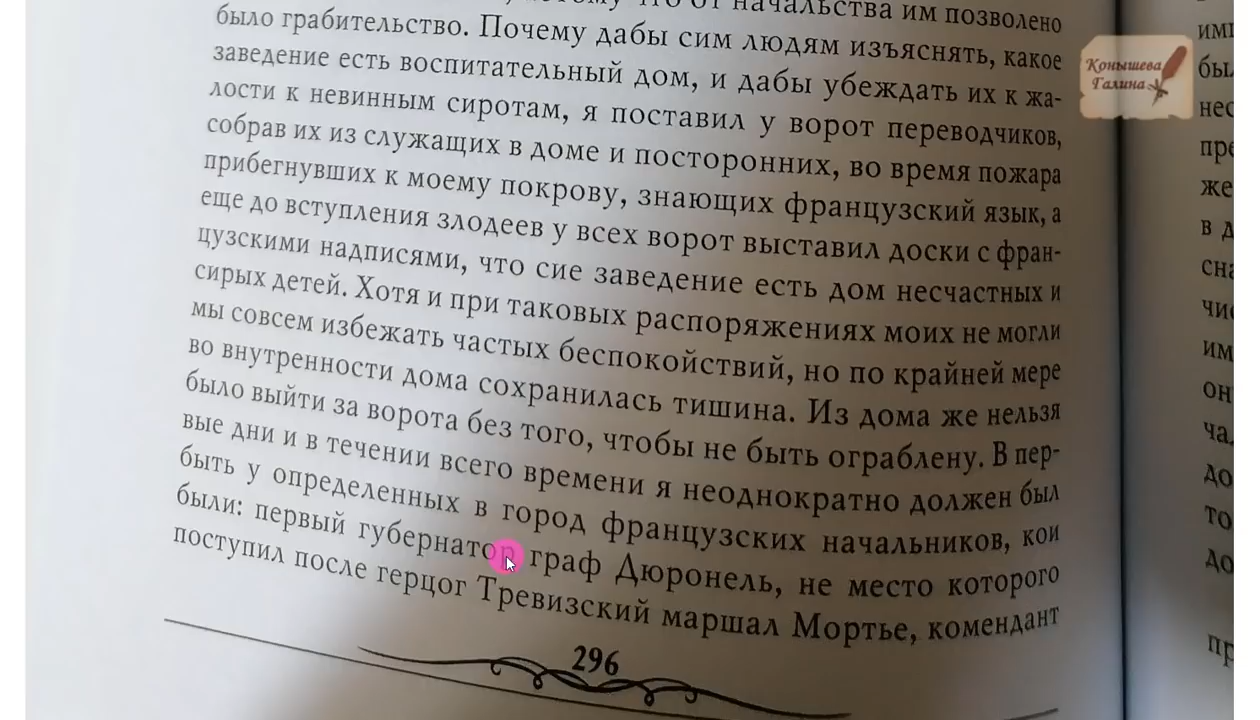 начальства им позволено
было грабительство. Почему дабы сим людям изъяснять, какое
заведение есть воспитательный дом, и дабы убеждать их к жа-
лости к невинным сиротам, я поставил у ворот переводчиков,
собрав их из служащих в доме и посторонних, во время пожара
прибегнувших к моему покрову, знающих французский язык, а
еще до вступления злодеев у всех ворот выставил доски с фран-
цузскими надписями, что сие заведение есть дом несчастных и
сирых детей. Хотя и при таковых распоряжениях моих не могли
мы совсем избежать частых беспокойствий, но по крайней мере
во внутренности дома сохранилась тишина. Из дома же нельзя
было выйти за ворота без того, чтобы не быть ограблену. В пер-
вые дни и в течении всего времени я неоднократно должен был
быть у определенных в город французских начальников, кои
были: первый губернатор граф Дюронель, не место которого
поступил после герцог Тревизский маршал Мортье, комендант
296
Конышева
Галина